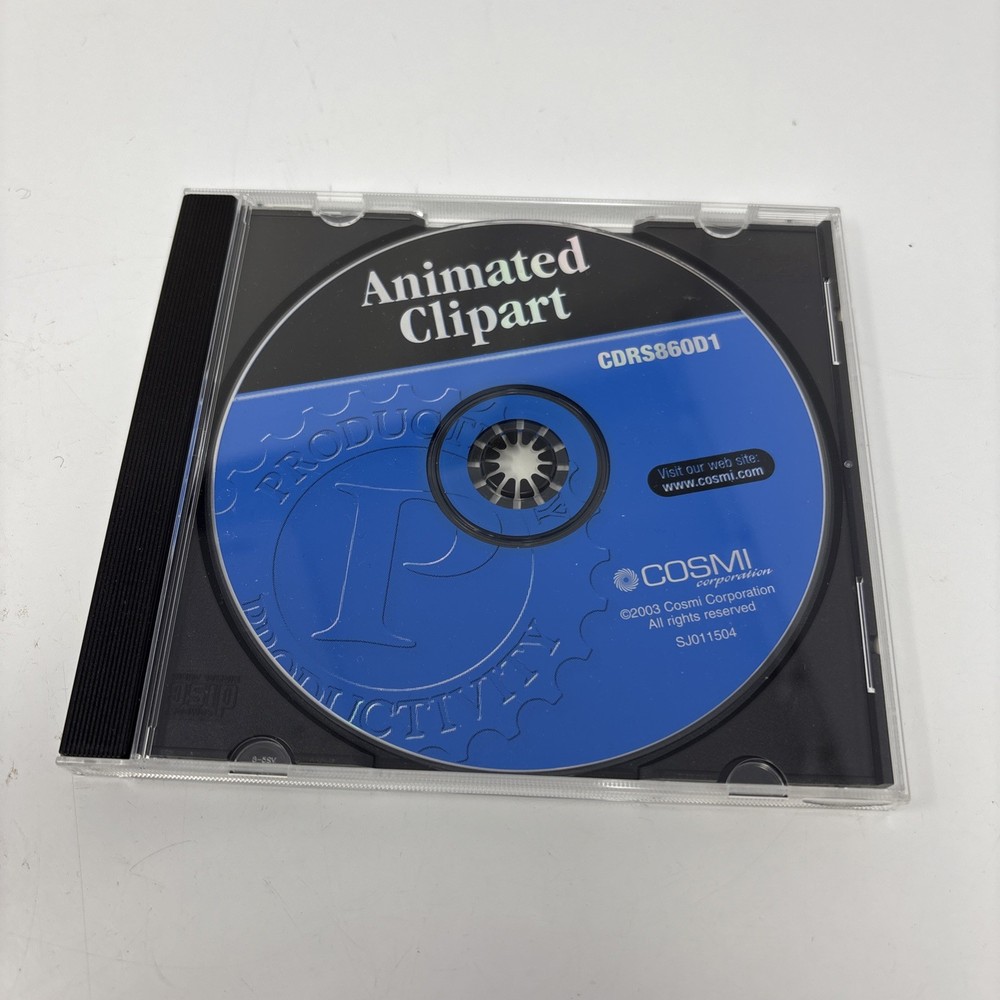 Animated
Clipart
CDRS860D1
PRODUCTIVITY
Visit our web site:
www.cosmi.com
P
COSMI
corporation
©2003 Cosmi Corporation
All rights reserved
SJ011504
PRODUCTIVITY
disc